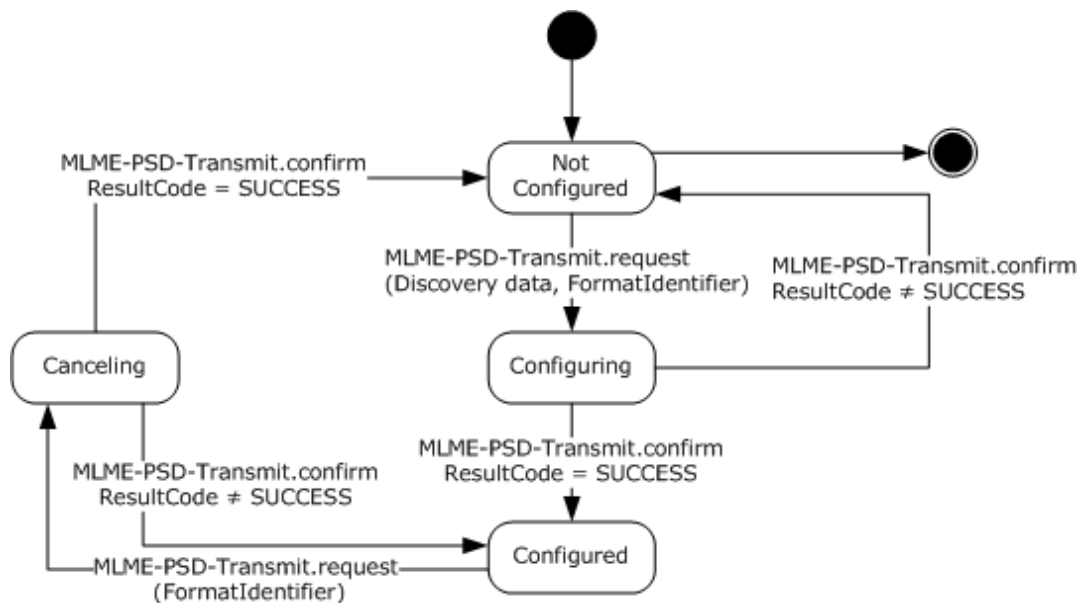 MLME-PSD-Transmit.confirm
ResultCode = SUCCESS
Not
Configured
MLME-PSD-Transmit.request
(Discovery data, FormatIdentifier)
MLME-PSD-Transmit.confirm
ResultCode ≠ SUCCESS
Canceling
Configuring
MLME-PSD-Transmit.confirm
ResultCode = SUCCESS
MLME-PSD-Transmit.confirm
ResultCode ≠ SUCCESS
Configured
MLME-PSD-Transmit.request
(FormatIdentifier)